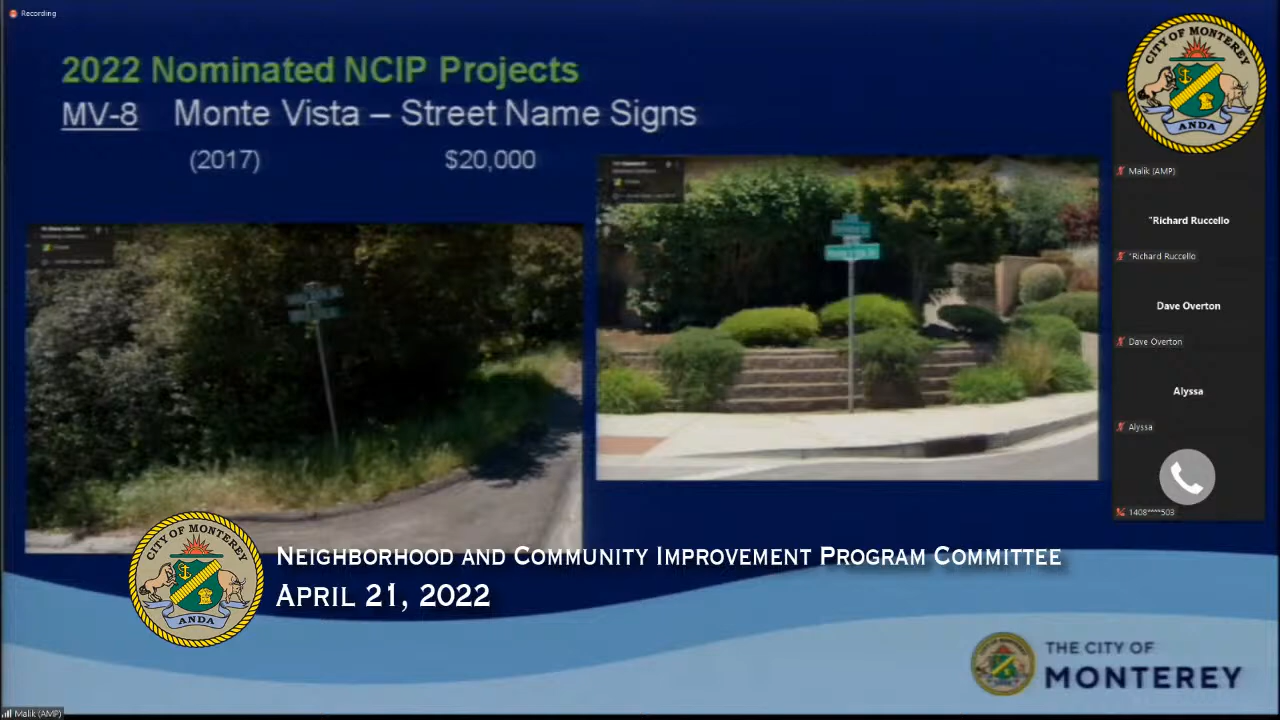 Recording
2022 Nominated NCIP Projects
MV-8 Monte Vista – Street Name Signs
(2017) $20,000
CITY OF MONTEREY
ANDA
Malik (AMP)
"Richard Ruccello
"Richard Ruccello
Dave Overton
Dave Overton
Alyssa
Alyssa
1408****503
CITY OF MONTEREY
ANDA
NEIGHBORHOOD AND COMMUNITY IMPROVEMENT PROGRAM COMMITTEE
APRIL 21, 2022
THE CITY OF
MONTEREY
Malik (AMP)